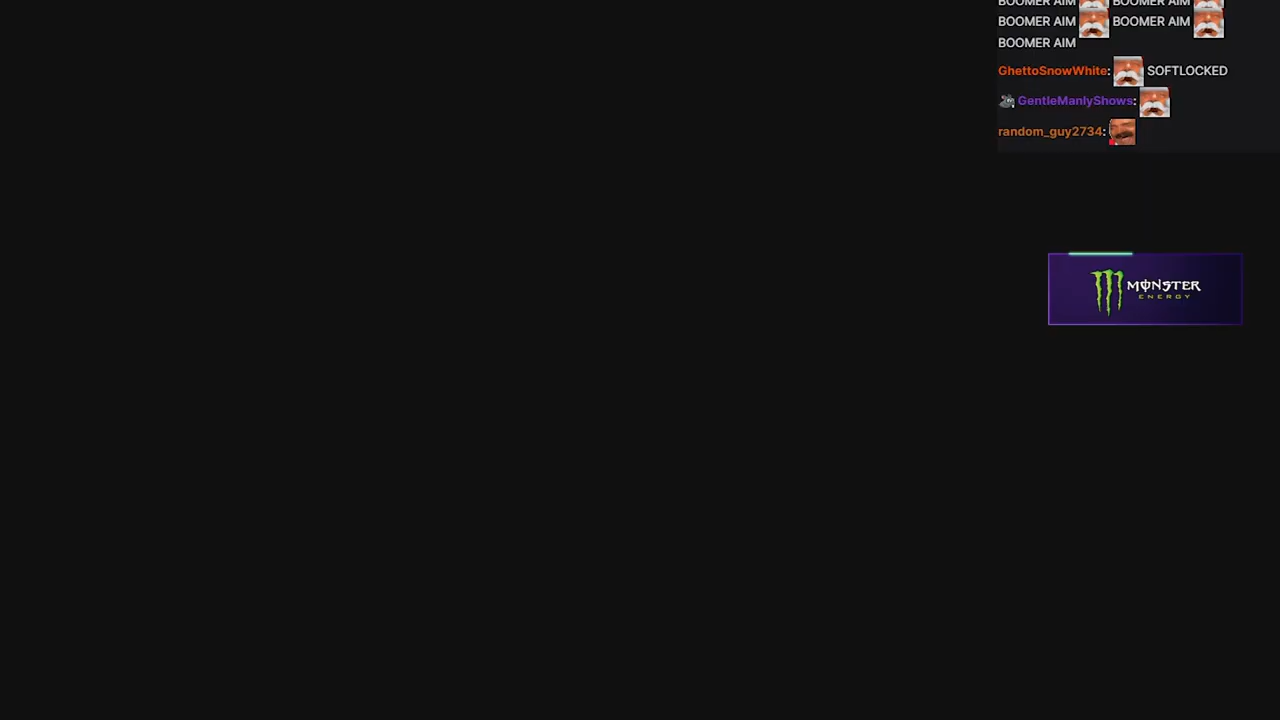 BOOMER AIM BOOMER AIM
BOOMER AIM BOOMER AIM
BOOMER AIM
GhettoSnowWhite: SOFTLOCKED
GentleManlyShows:
random_guy2734:
MONSTER
ENERGY